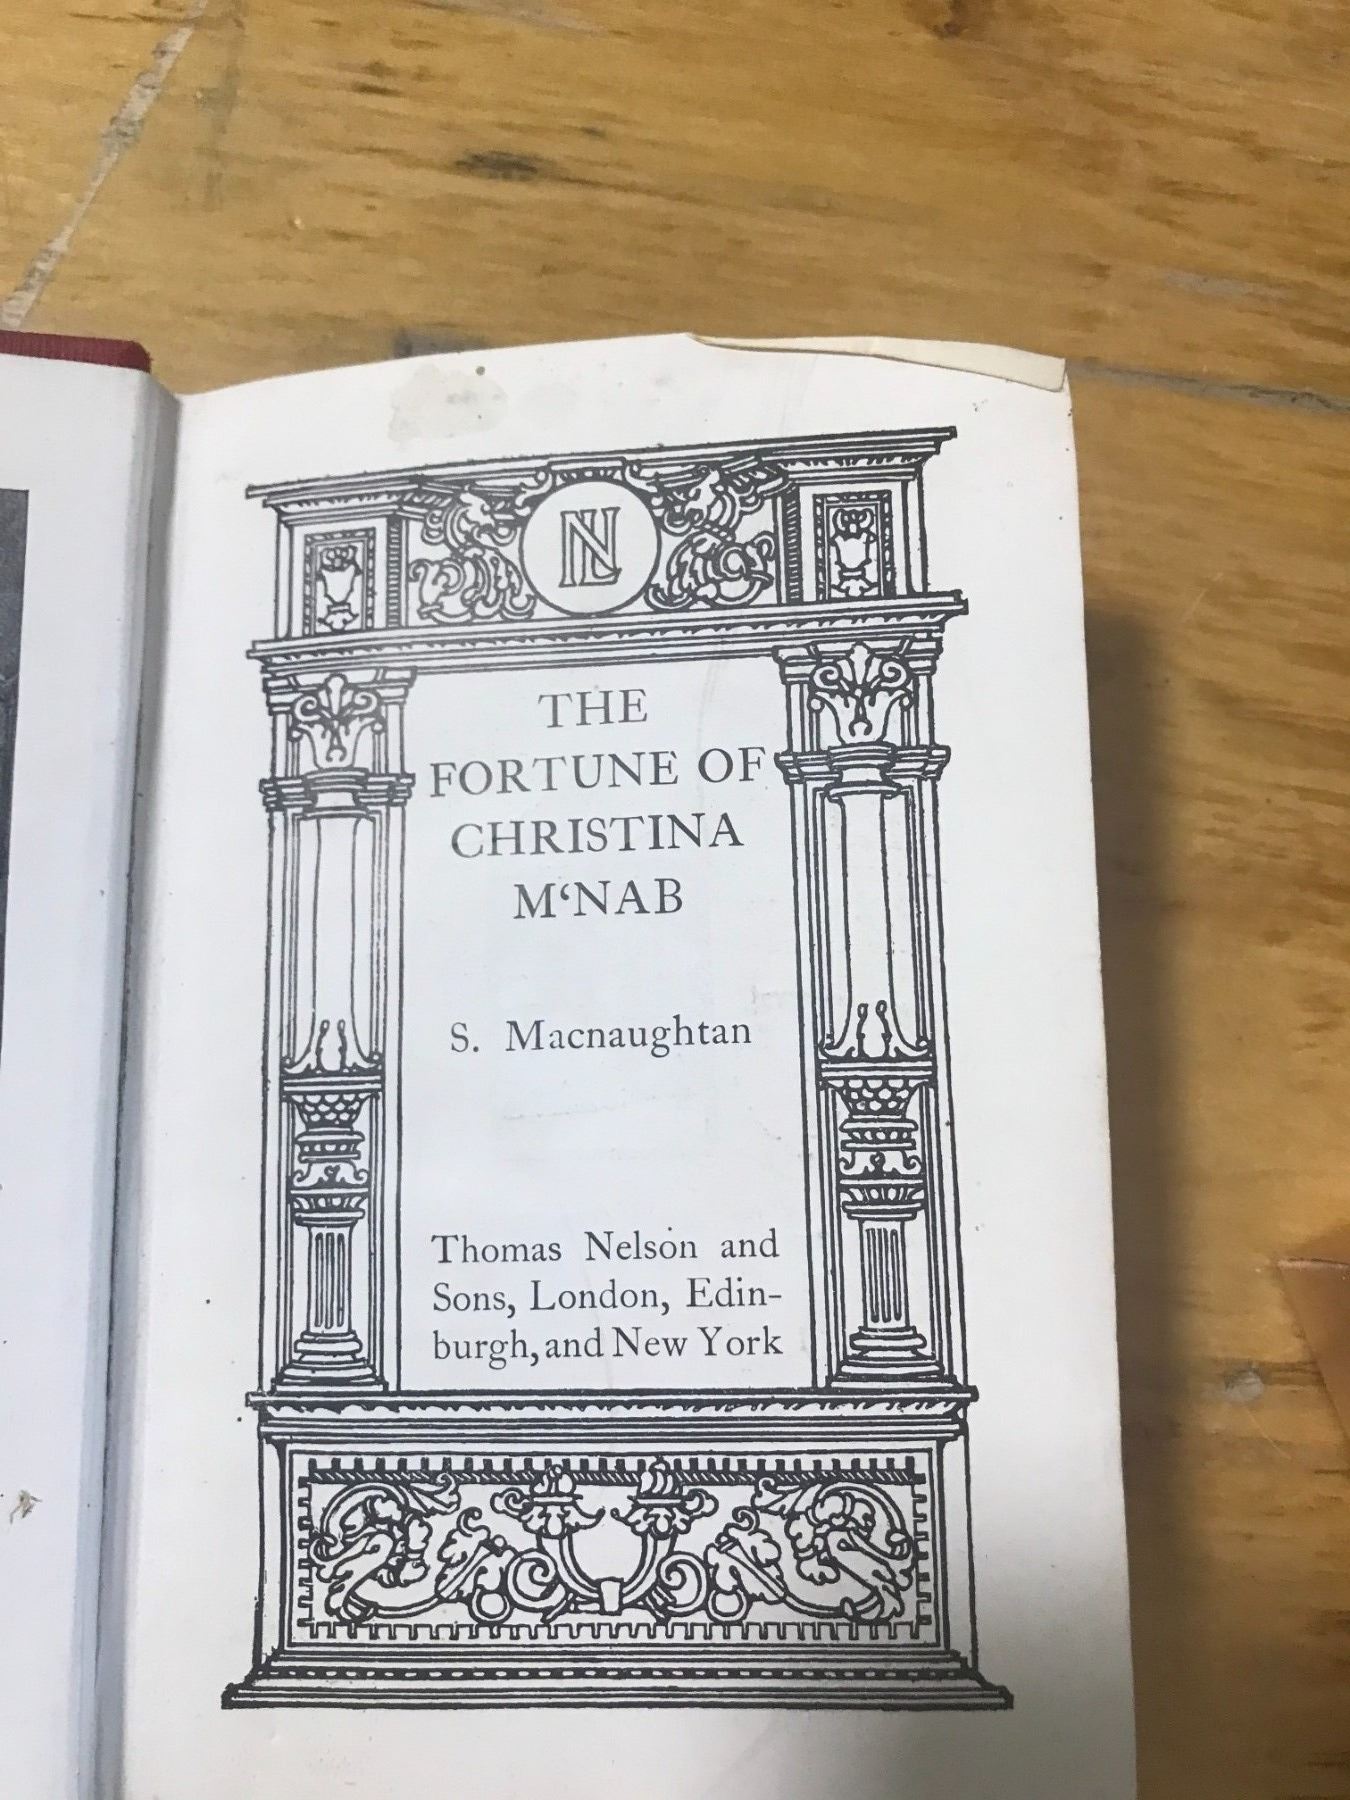 NL
THE
FORTUNE OF
CHRISTINA
M‘NAB
S. Macnaughtan
Thomas Nelson and
Sons, London, Edin-
burgh, and New York